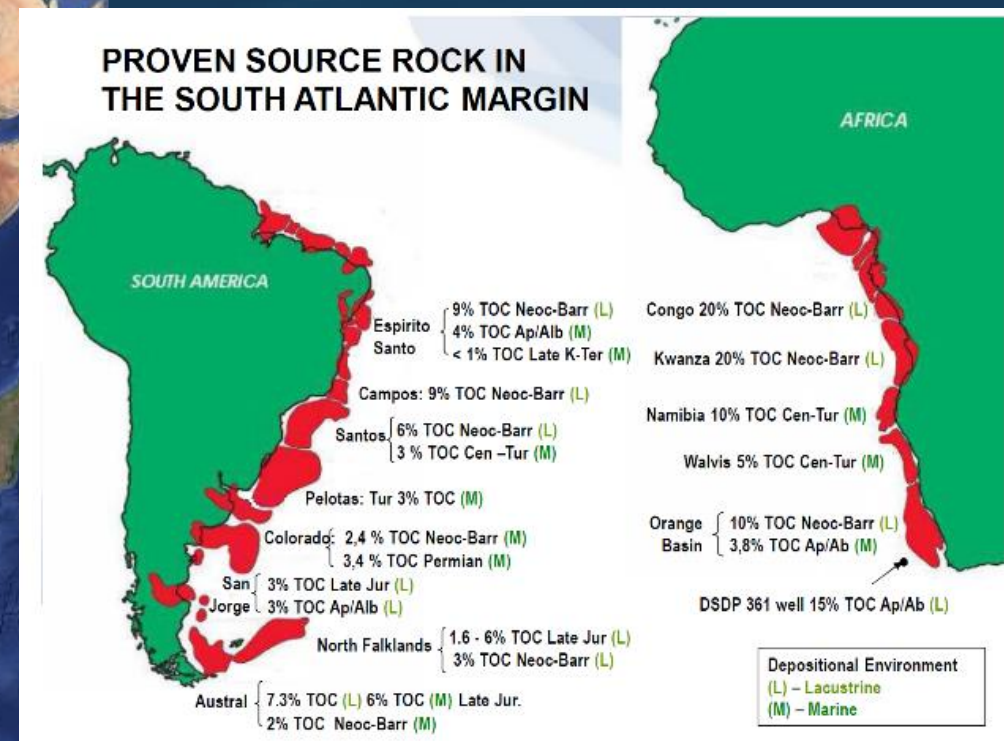 PROVEN SOURCE ROCK IN
THE SOUTH ATLANTIC MARGIN
SOUTH AMERICA
AFRICA
Espirito
Santo
9% TOC Neoc-Barr (L)
4% TOC Ap/Alb (M)
< 1% TOC Late K-Ter (M)
Campos: 9% TOC Neoc-Barr (L)
Santos
6% TOC Neoc-Barr (L)
3 % TOC Cen –Tur (M)
Pelotas: Tur 3% TOC (M)
Colorado: 2,4 % TOC Neoc-Barr (M)
3,4 % TOC Permian (M)
San
Jorge
3% TOC Late Jur (L)
3% TOC Ap/Alb (L)
North Falklands
1.6 - 6% TOC Late Jur (L)
3% TOC Neoc-Barr (L)
Austral
7.3% TOC (L) 6% TOC (M) Late Jur.
2% TOC Neoc-Barr (M)
Congo 20% TOC Neoc-Barr (L)
Kwanza 20% TOC Neoc-Barr (L)
Namibia 10% TOC Cen-Tur (M)
Walvis 5% TOC Cen-Tur (M)
Orange
Basin
10% TOC Neoc-Barr (L)
3,8% TOC Ap/Ab (M)
DSDP 361 well 15% TOC Ap/Ab (L)
Depositional Environment
(L) – Lacustrine
(M) – Marine